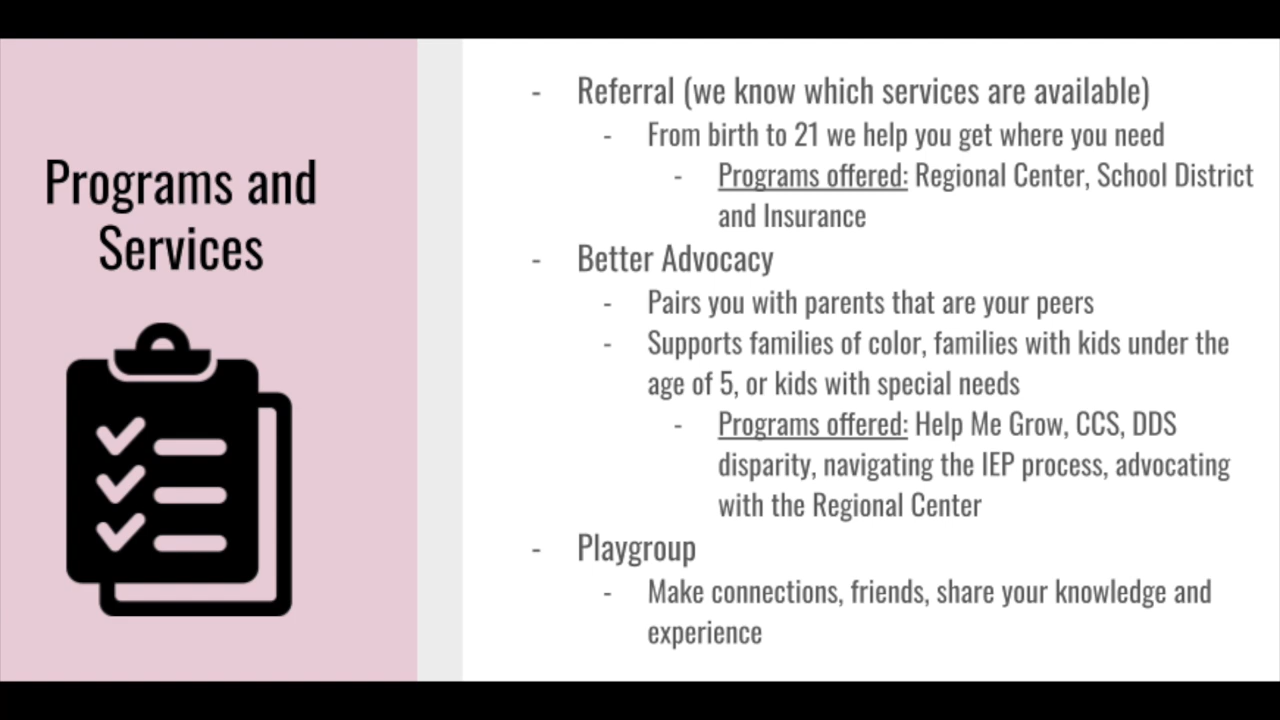 Programs and
Services
- Referral (we know which services are available)
- From birth to 21 we help you get where you need
- Programs offered: Regional Center, School District
and Insurance
- Better Advocacy
- Pairs you with parents that are your peers
- Supports families of color, families with kids under the
age of 5, or kids with special needs
- Programs offered: Help Me Grow, CCS, DDS
disparity, navigating the IEP process, advocating
with the Regional Center
- Playgroup
- Make connections, friends, share your knowledge and
experience